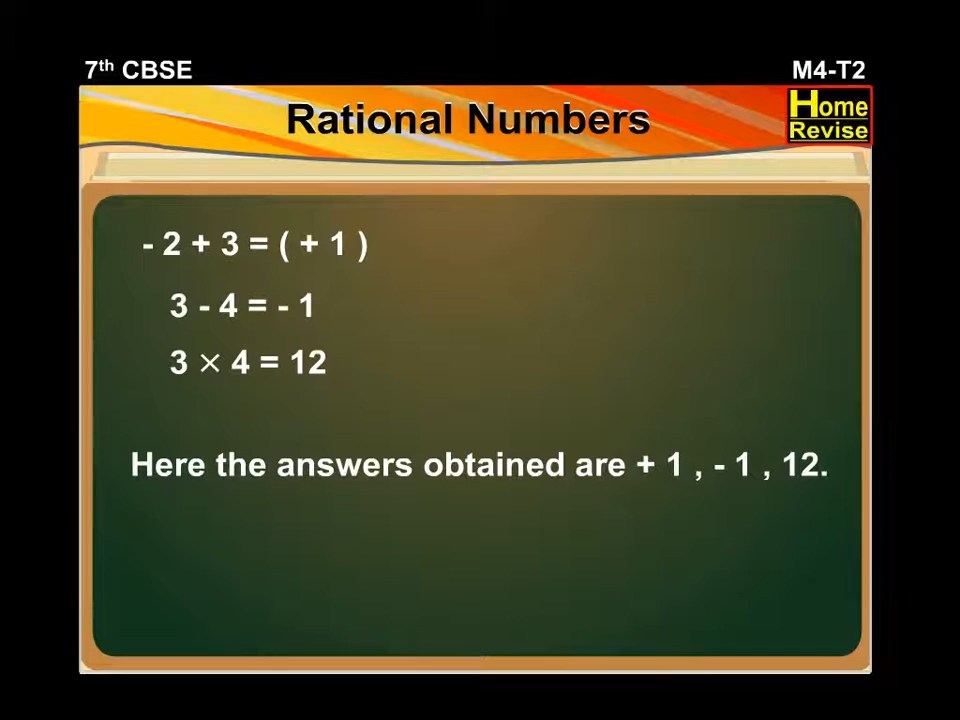 7th CBSE
M4-T2
Rational Numbers
Home
Revise
- 2 + 3 = ( + 1 )
3 - 4 = - 1
3 × 4 = 12
Here the answers obtained are + 1 , - 1 , 12.